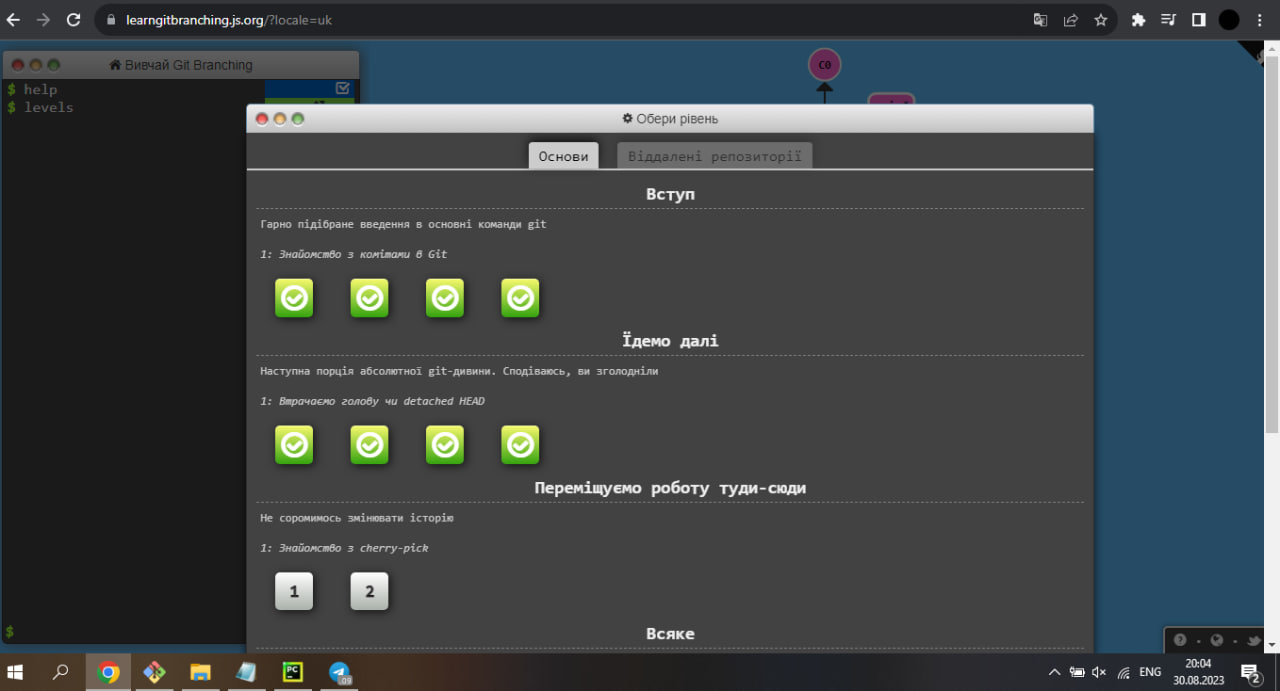 learngitbranching.js.org/?locale=uk
Вивчай Git Branching
$ help
$ levels
C0
Обери рівень
Основи
Віддалені репозиторії
Вступ
Гарно підібране введення в основні команди git
1: Знайомство з комітами в Git
Їдемо далі
Наступна порція абсолютної git-дивини. Сподіваюсь, ви зголодніли
1: Втрачаємо голову чи detached HEAD
Переміщуємо роботу туди-сюди
Не соромимось змінювати історію
1: Знайомство з cherry-pick
1 2
Всяке
$
PC
09
ENG
20:04
30.08.2023
2